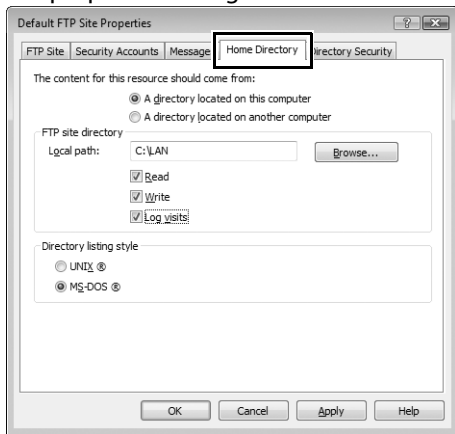 Default FTP Site Properties
FTP Site Security Accounts Message Home Directory Directory Security
The content for this resource should come from:
A directory located on this computer
A directory located on another computer
FTP site directory
Local path: C:\LAN Browse...
Read
Write
Log visits
Directory listing style
UNIX ®
MS-DOS ®
OK Cancel Apply Help